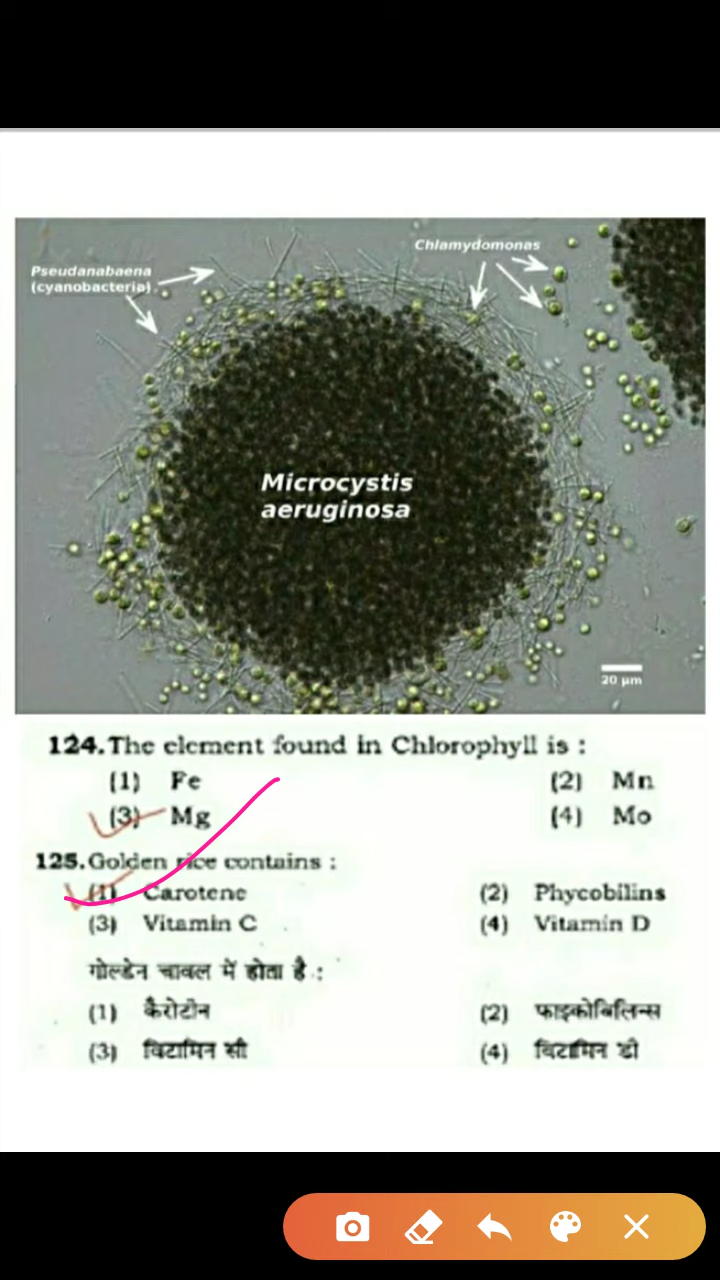 Chlamydomonas
Pseudanabaena
(cyanobacteria)
Microcystis
aeruginosa
20 µm
124. The element found in Chlorophyll is :
(1) Fe (2) Mn
(3) Mg (4) Mo
125. Golden rice contains :
(1) Carotene (2) Phycobilins
(3) Vitamin C (4) Vitamin D
गोल्डेन चावल में होता है :
(1) कैरोटीन (2) फाइकोबिलिन्स
(3) विटामिन सी (4) विटामिन डी